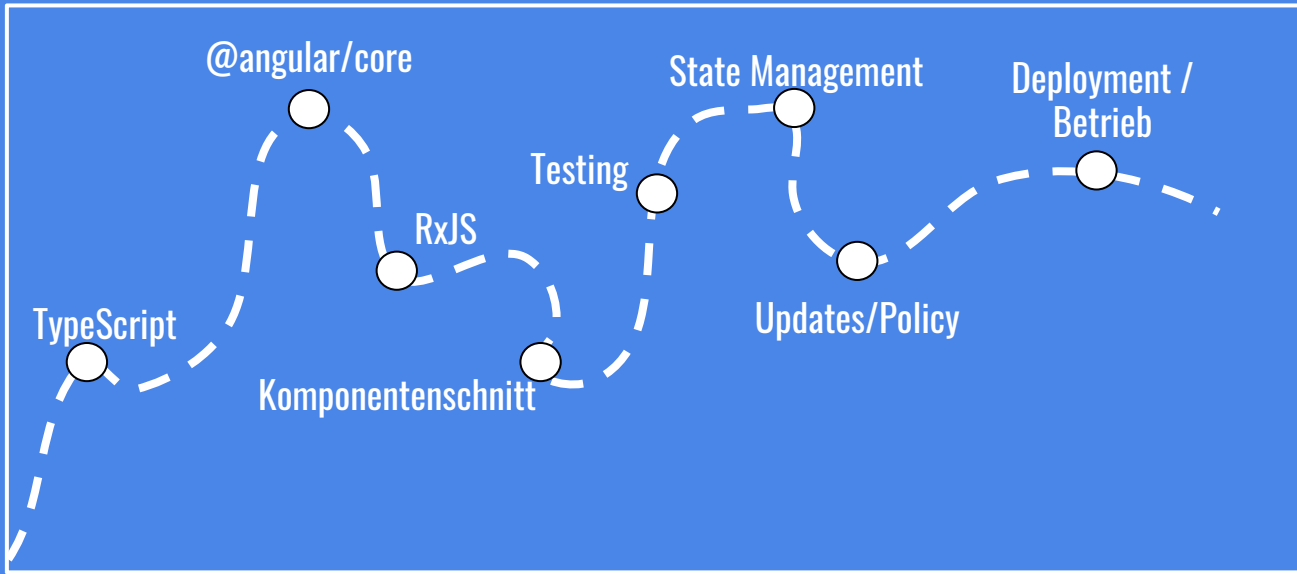 TypeScript
@angular/core
RxJS
Komponentenschnitt
Testing
State Management
Updates/Policy
Deployment /
Betrieb